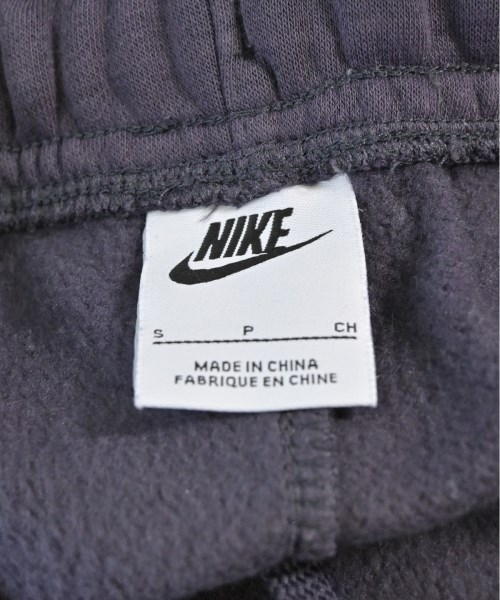 NIKE
S P CH
MADE IN CHINA
FABRIQUE EN CHINE